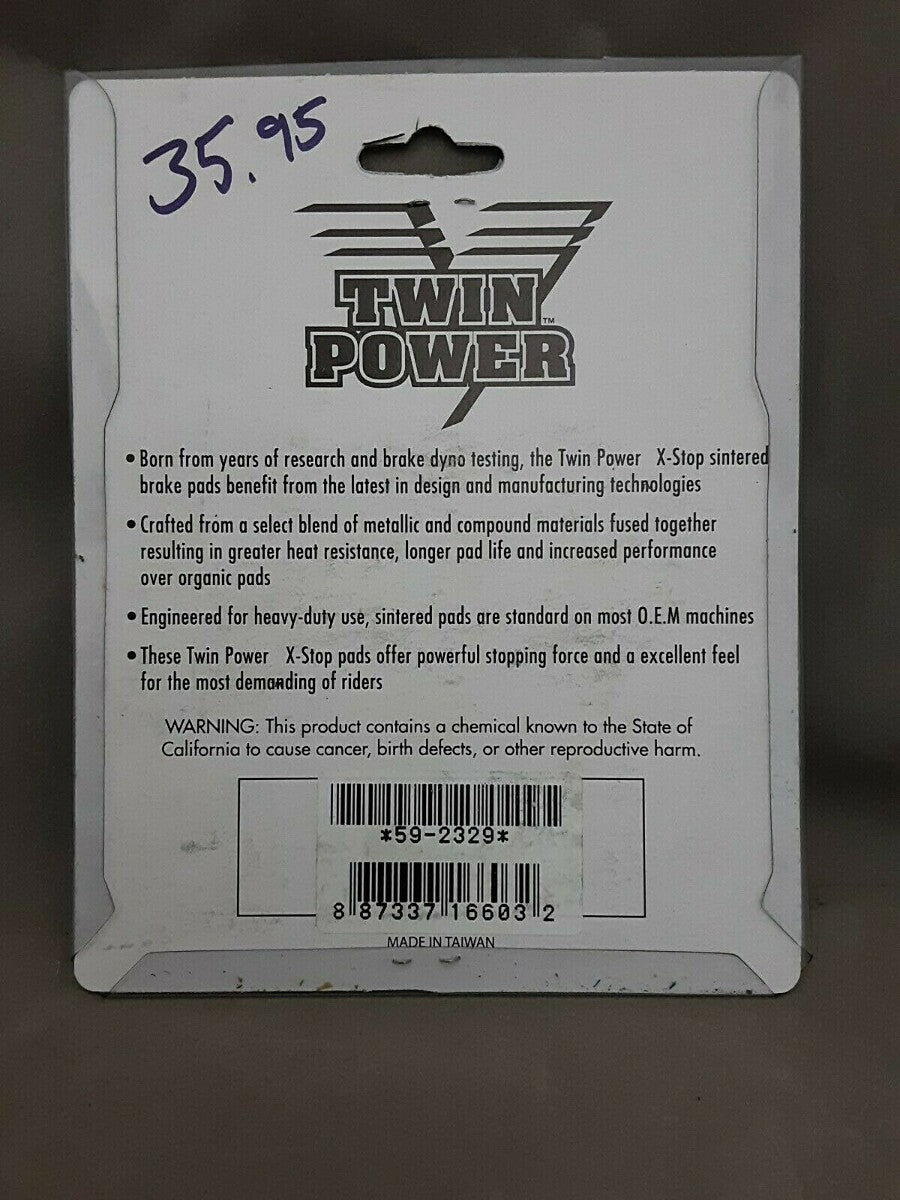 35.95
TWIN
POWER™
• Born from years of research and brake dyno testing, the Twin Power X-Stop sintered
brake pads benefit from the latest in design and manufacturing technologies
• Crafted from a select blend of metallic and compound materials fused together
resulting in greater heat resistance, longer pad life and increased performance
over organic pads
• Engineered for heavy-duty use, sintered pads are standard on most O.E.M machines
• These Twin Power X-Stop pads offer powerful stopping force and a excellent feel
for the most demanding of riders
WARNING: This product contains a chemical known to the State of
California to cause cancer, birth defects, or other reproductive harm.
*59-2329*
8 87337 16603 2
MADE IN TAIWAN